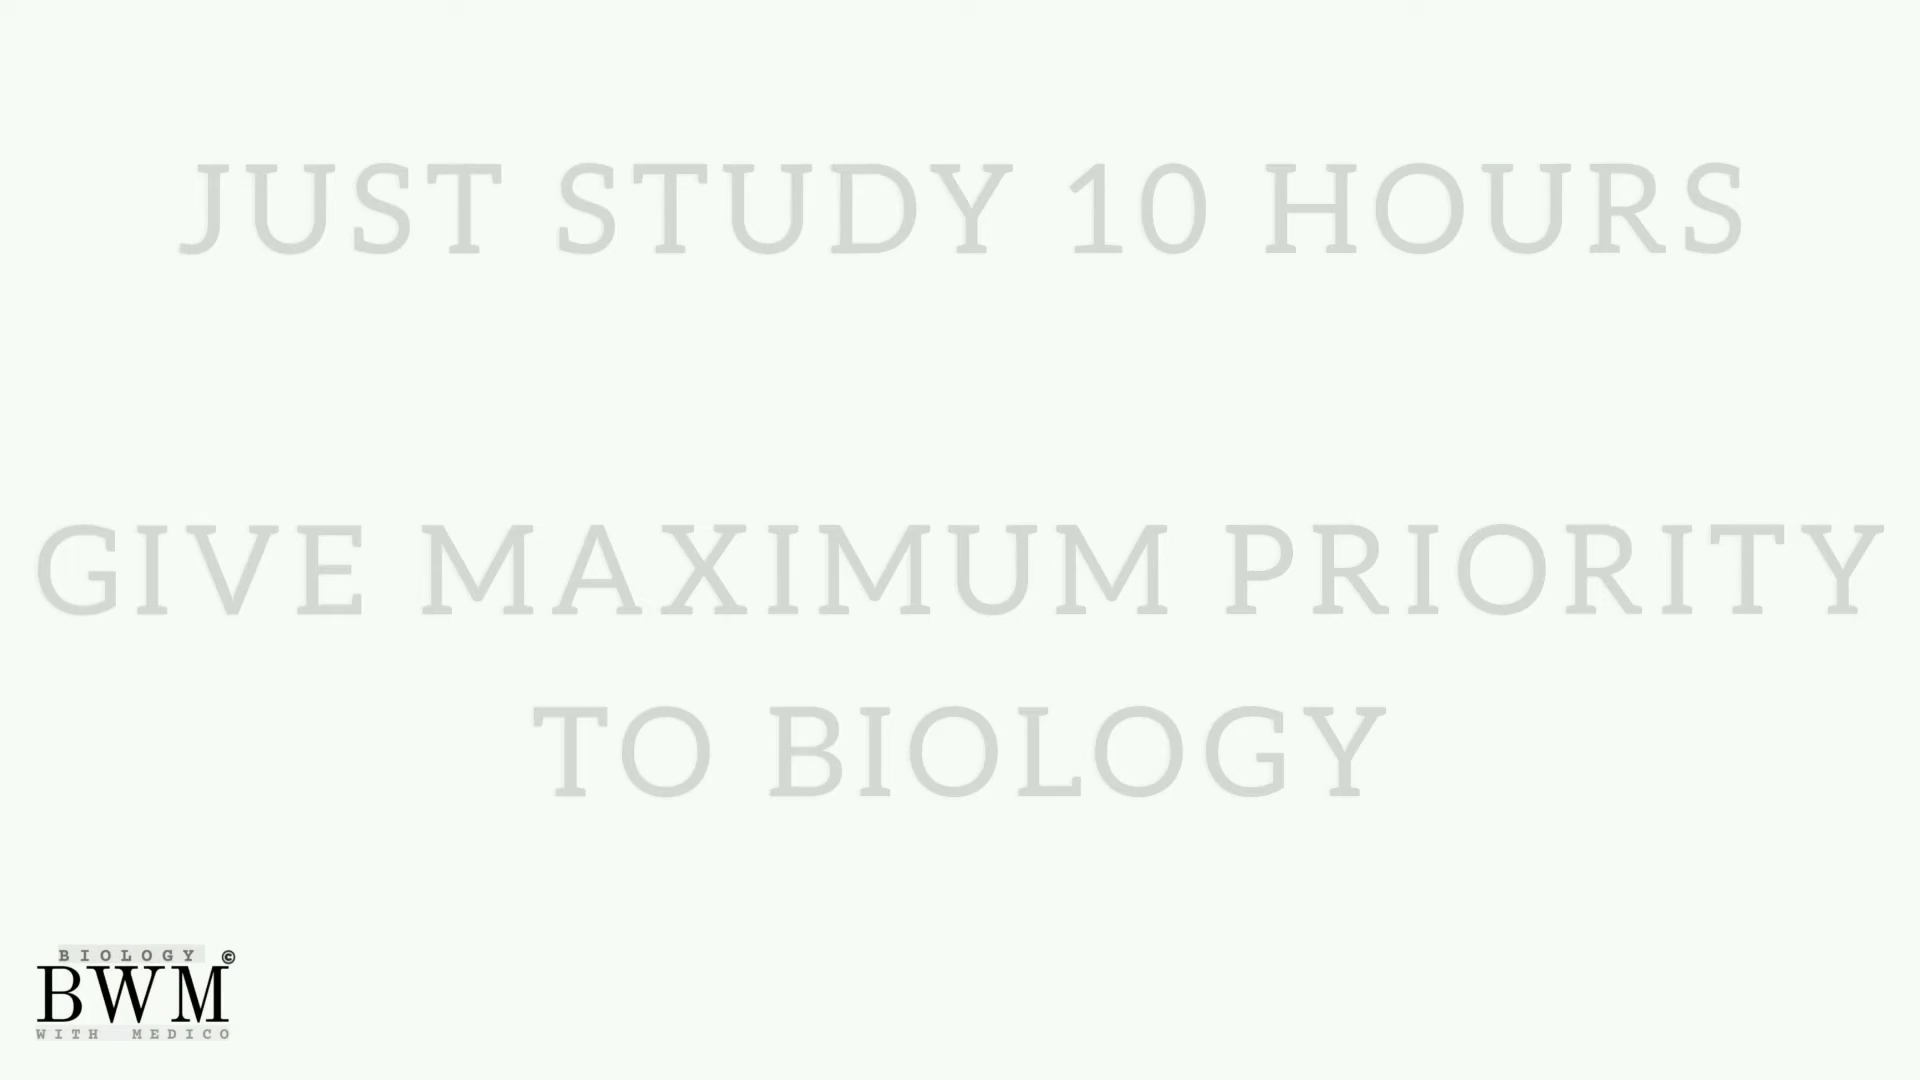 JUST STUDY 10 HOURS
GIVE MAXIMUM PRIORITY
TO BIOLOGY
BIOLOGY ©
BWM
WITH MEDICO